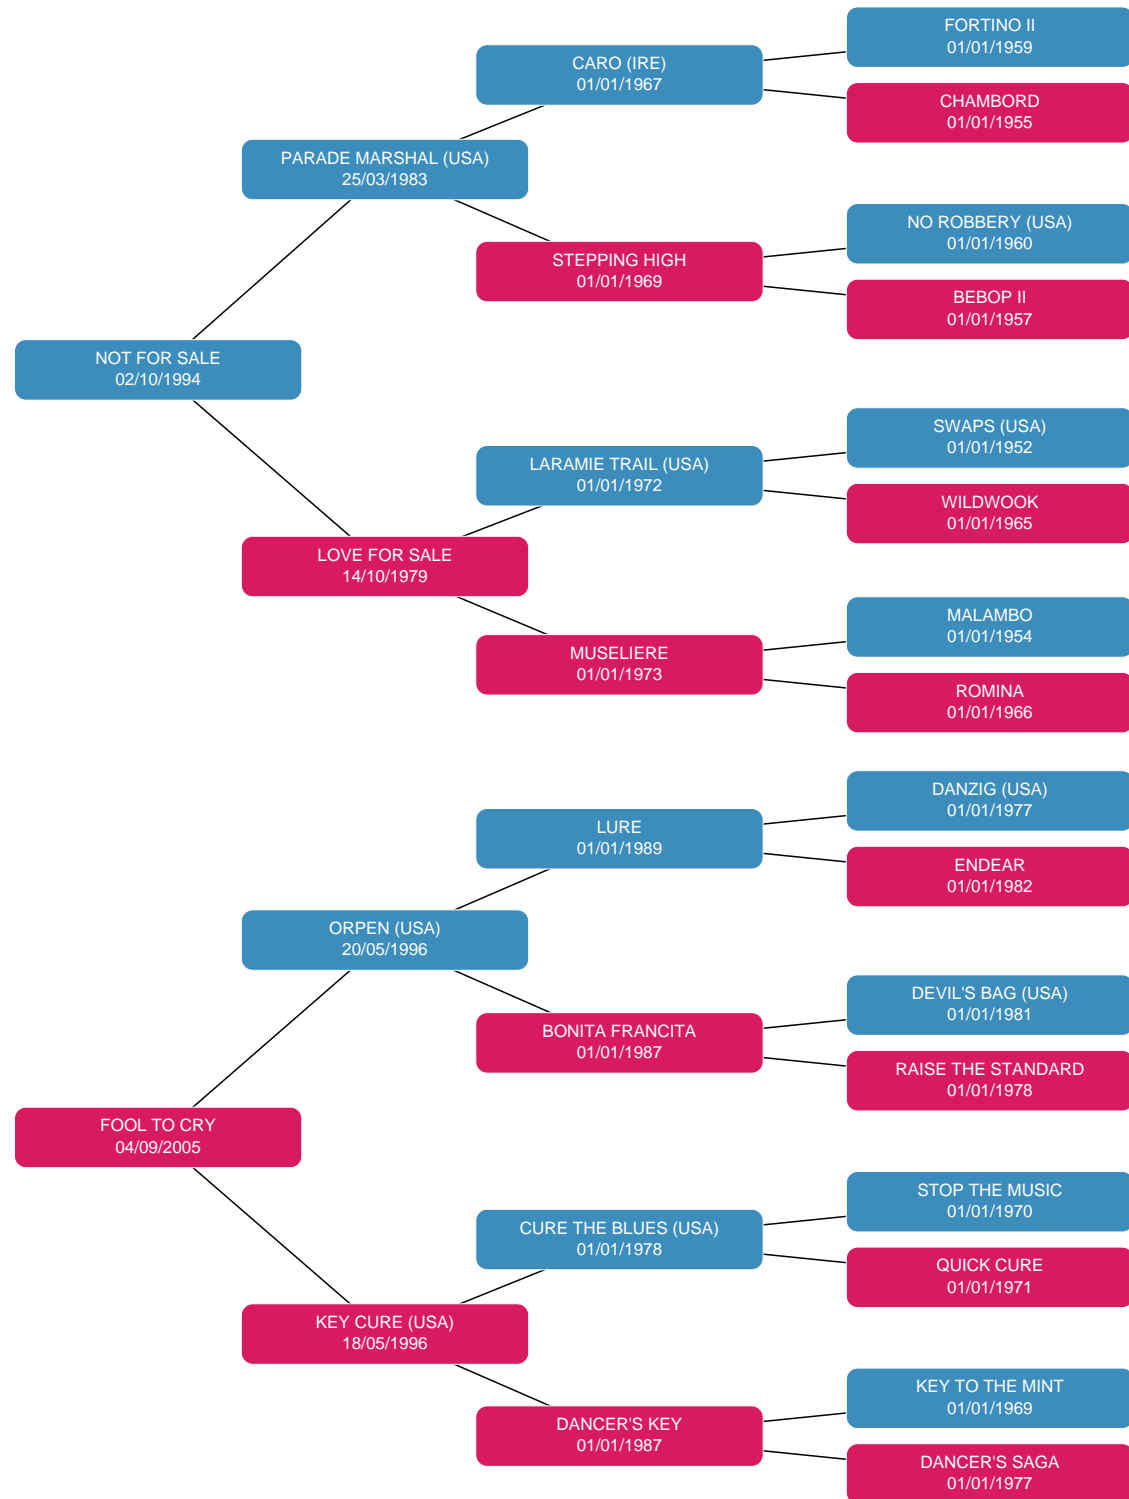 FORTINO II
01/01/1959
CARO (IRE)
01/01/1967
CHAMBORD
01/01/1955
PARADE MARSHAL (USA)
25/03/1983
NO ROBBERY (USA)
01/01/1960
STEPPING HIGH
01/01/1969
BEBOP II
01/01/1957
NOT FOR SALE
02/10/1994
SWAPS (USA)
01/01/1952
LARAMIE TRAIL (USA)
01/01/1972
WILDWOOK
01/01/1965
LOVE FOR SALE
14/10/1979
MALAMBO
01/01/1954
MUSELIERE
01/01/1973
ROMINA
01/01/1966
DANZIG (USA)
01/01/1977
LURE
01/01/1989
ENDEAR
01/01/1982
ORPEN (USA)
20/05/1996
DEVIL'S BAG (USA)
01/01/1981
BONITA FRANCITA
01/01/1987
RAISE THE STANDARD
01/01/1978
FOOL TO CRY
04/09/2005
STOP THE MUSIC
01/01/1970
CURE THE BLUES (USA)
01/01/1978
QUICK CURE
01/01/1971
KEY CURE (USA)
18/05/1996
KEY TO THE MINT
01/01/1969
DANCER'S KEY
01/01/1987
DANCER'S SAGA
01/01/1977